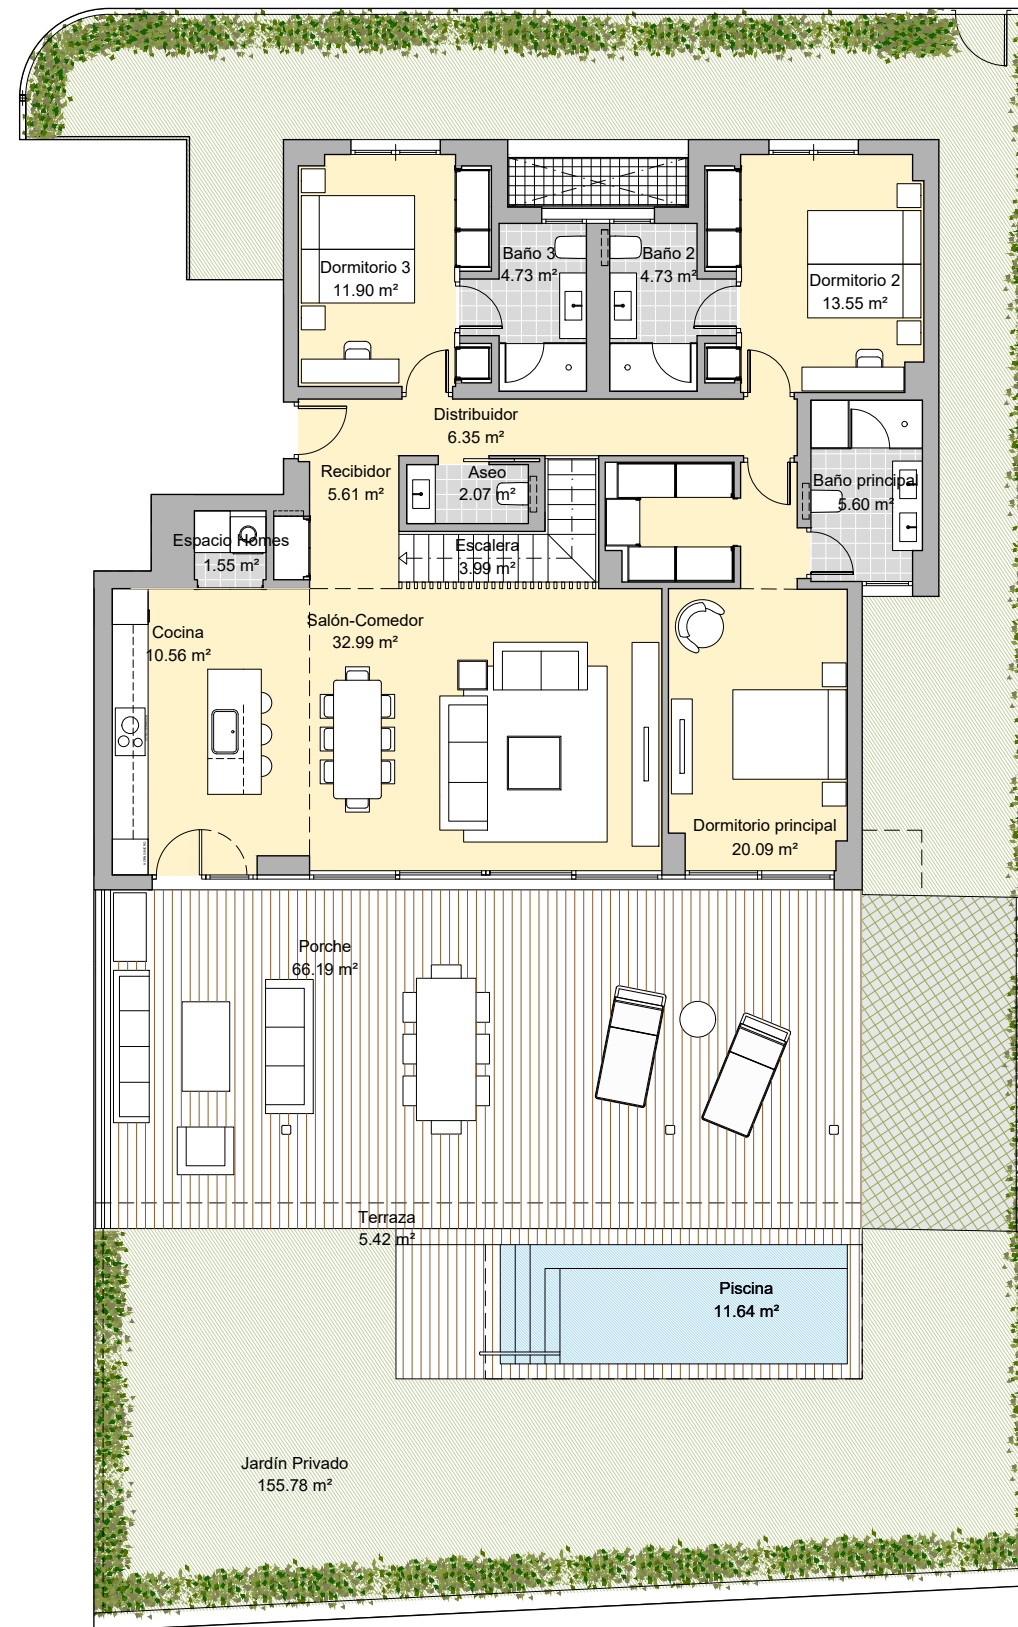 Baño 3
4.73 m²
Baño 2
4.73 m²
Dormitorio 3
11.90 m²
Dormitorio 2
13.55 m²
Distribuidor
6.35 m²
Recibidor
5.61 m²
Aseo
2.07 m²
Baño principal
5.60 m²
Espacio Homes
1.55 m²
Escalera
3.99 m²
Cocina
10.56 m²
Salón-Comedor
32.99 m²
Dormitorio principal
20.09 m²
Porche
66.19 m²
Terraza
5.42 m²
Piscina
11.64 m²
Jardín Privado
155.78 m²